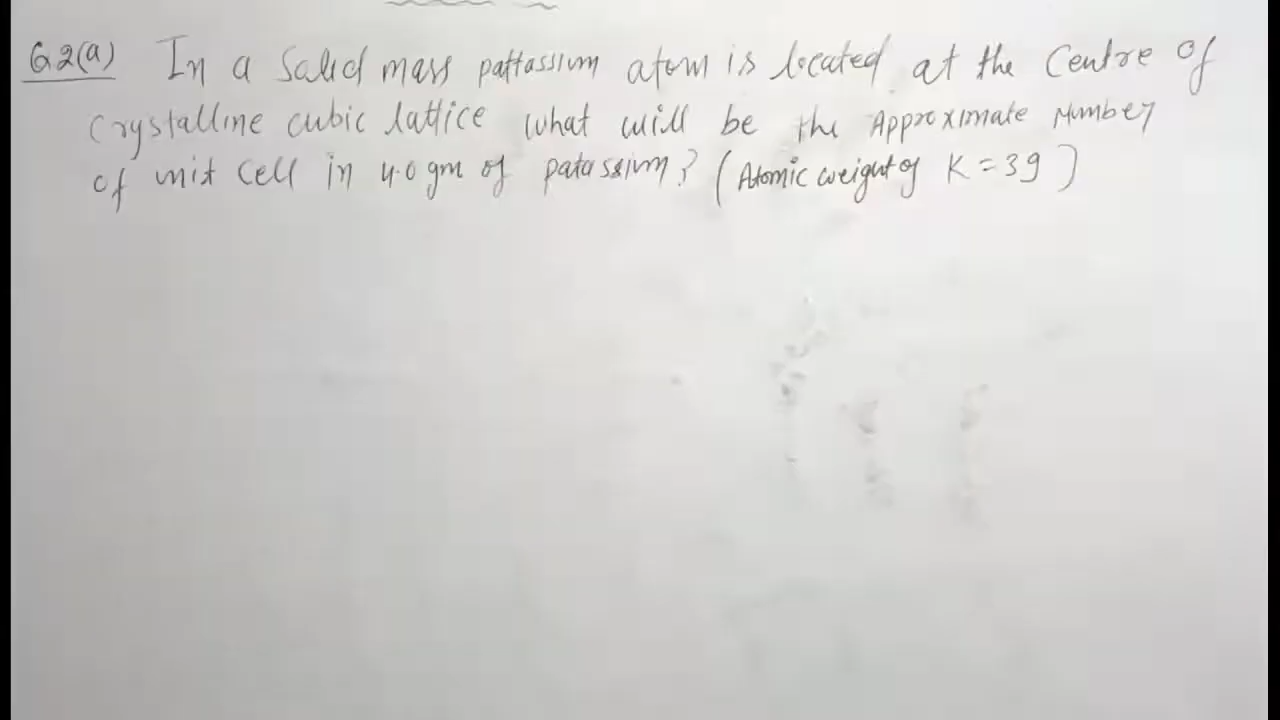 Q2(a) In a Solid mass pattassium atom is located at the Centre of
Crystalline cubic lattice what will be the Approximate Number
of unit cell in 4.0 gm of patassium? (Atomic weight of K = 39)